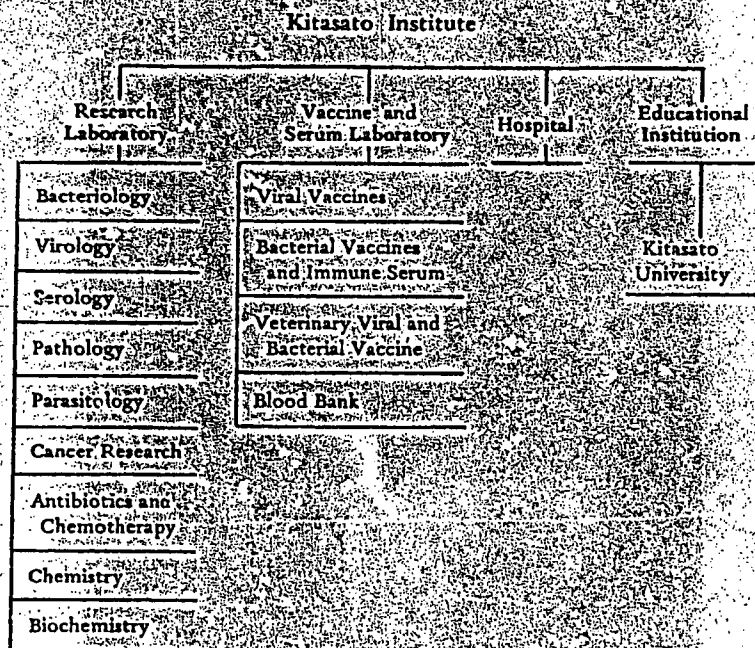 Kitasato Institute
Research
Laboratory
Vaccine and
Serum Laboratory
Hospital
Educational
Institution
Bacteriology
Virology
Serology
Pathology
Parasitology
Cancer Research
Antibiotics and
Chemotherapy
Chemistry
Biochemistry
Viral Vaccines
Bacterial Vaccines
and Immune Serum
Veterinary Viral and
Bacterial Vaccine
Blood Bank
Kitasato
University